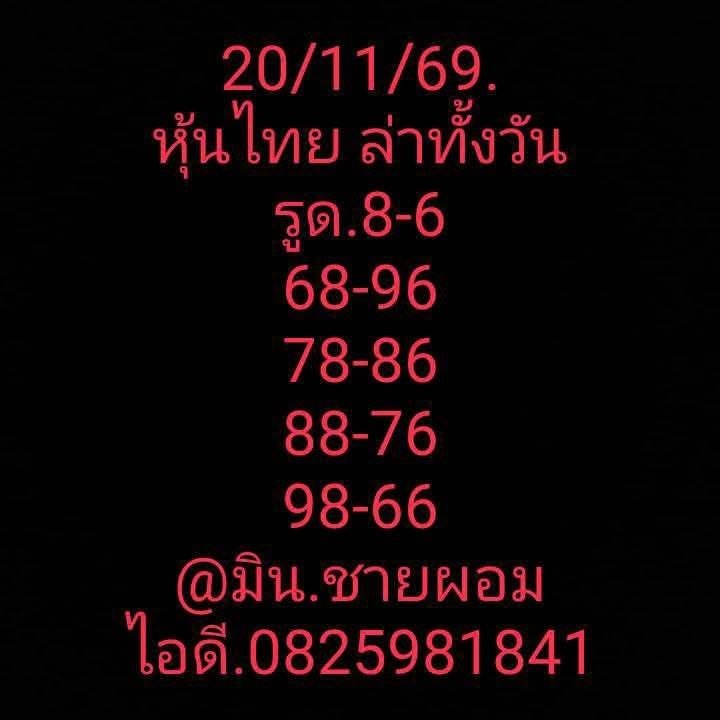 20/11/69.
หุ้นไทย ล่าทั้งวัน
รูด.8-6
68-96
78-86
88-76
98-66
@มิน.ชายผอม
ไอดี.0825981841